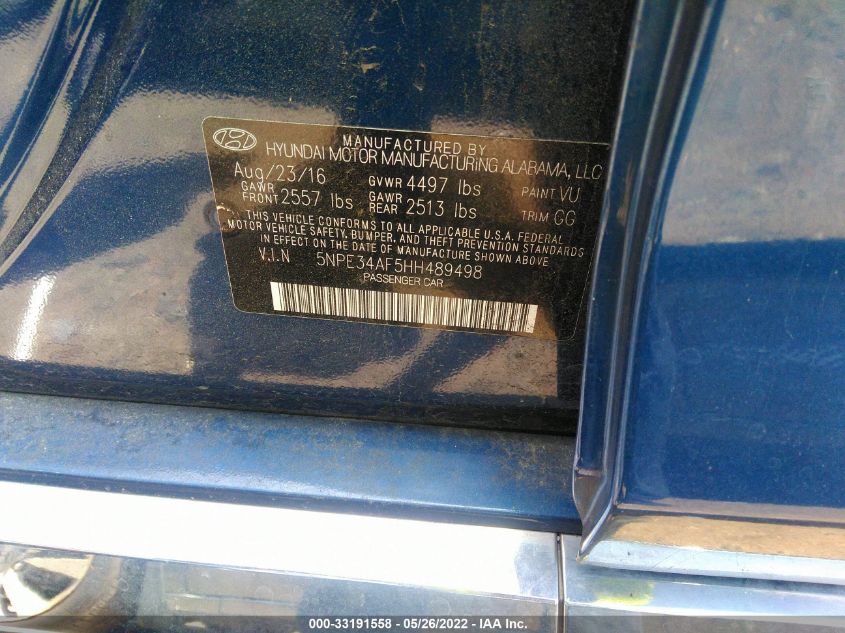 MANUFACTURED BY
HYUNDAI MOTOR MANUFACTURING ALABAMA, LLC
Aug/23/16 GVWR 4497 lbs PAINT VU
GAWR FRONT 2557 lbs GAWR REAR 2513 lbs TRIM GG
THIS VEHICLE CONFORMS TO ALL APPLICABLE U.S.A. FEDERAL
MOTOR VEHICLE SAFETY, BUMPER, AND THEFT PREVENTION STANDARDS
IN EFFECT ON THE DATE OF MANUFACTURE SHOWN ABOVE
V.I.N 5NPE34AF5HH489498
PASSENGER CAR
000-33191558 - 05/26/2022 - IAA Inc.